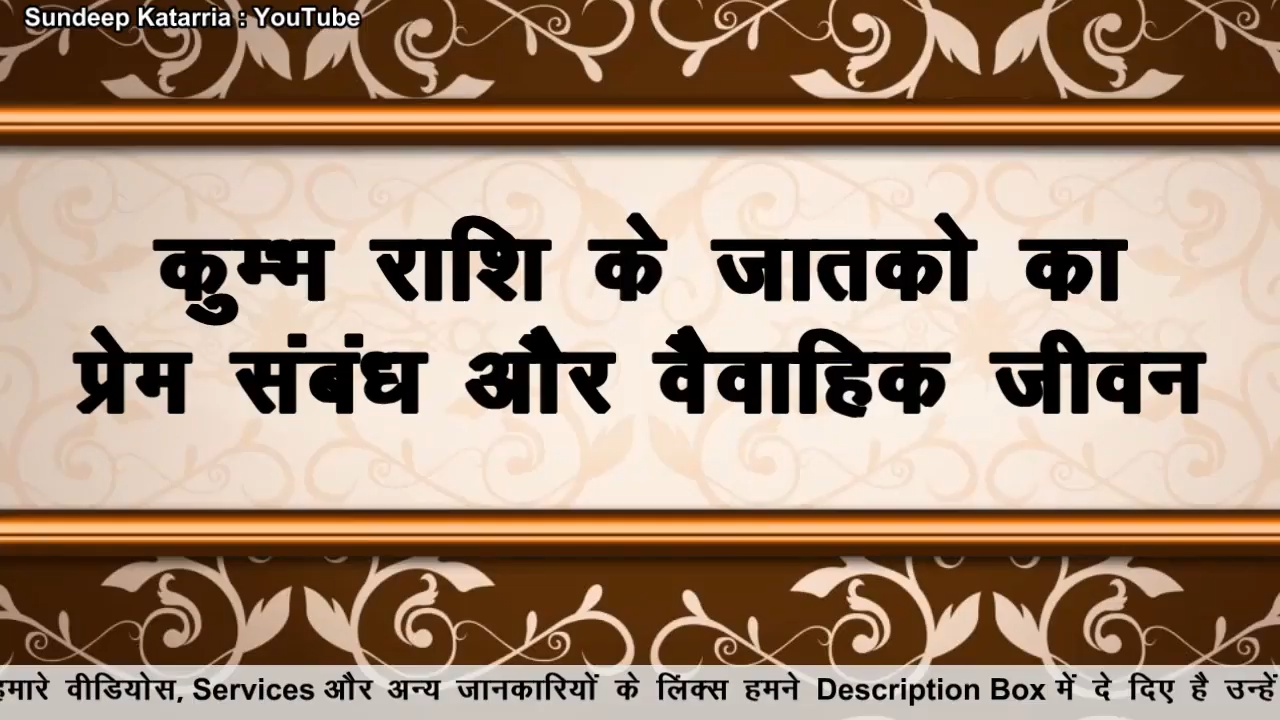 Sundeep Katarria : YouTube
कुम्भ राशि के जातको का
प्रेम संबंध और वैवाहिक जीवन
हमारे वीडियोस, Services और अन्य जानकारियों के लिंक्स हमने Description Box में दे दिए है उन्हें